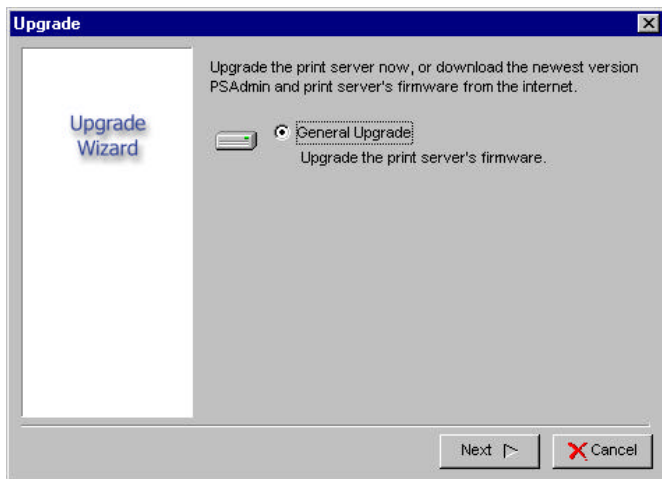 Upgrade
Upgrade
Wizard
Upgrade the print server now, or download the newest version
PSAdmin and print server's firmware from the internet.
General Upgrade
Upgrade the print server's firmware.
Next
Cancel